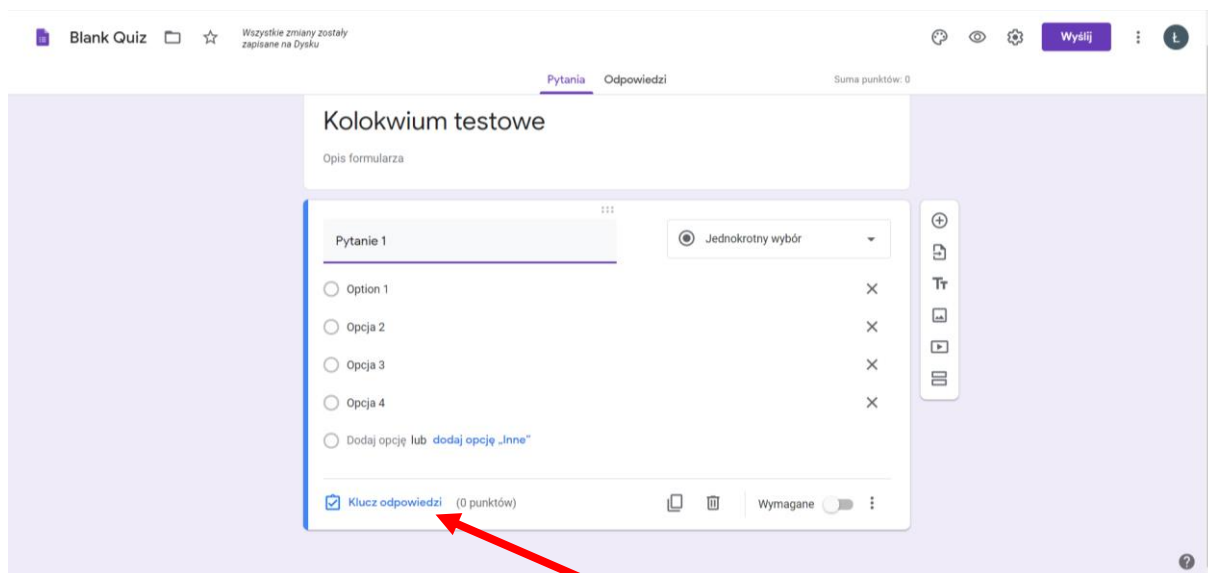 Blank Quiz
Wszystkie zmiany zostały
zapisane na Dysku
Wyślij
Ł
Pytania Odpowiedzi Suma punktów: 0
Kolokwium testowe
Opis formularza
Pytanie 1 Jednokrotny wybór
Tт
Option 1
Opcja 2
Opcja 3
Opcja 4
Dodaj opcję lub dodaj opcję „Inne”
Klucz odpowiedzi (0 punktów) Wymagane